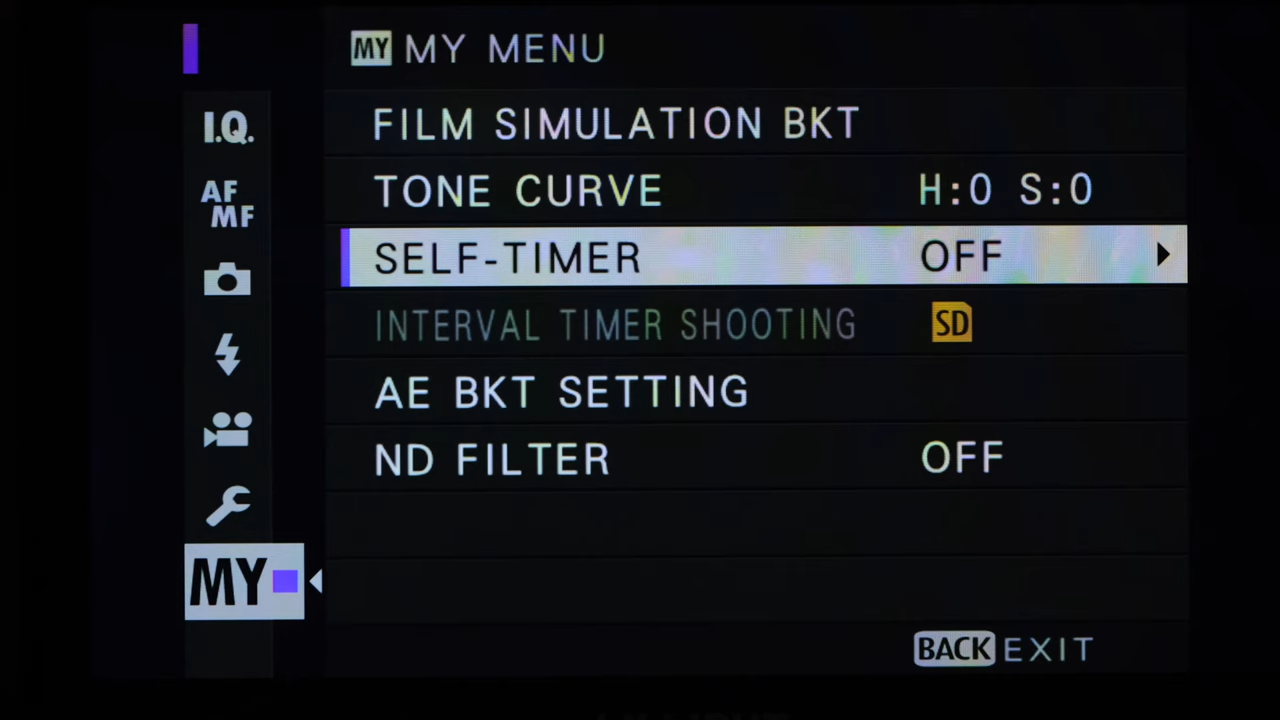 MY MY MENU
I.Q.
FILM SIMULATION BKT
AF
MF
TONE CURVE H:0 S:0
SELF-TIMER OFF
INTERVAL TIMER SHOOTING SD
AE BKT SETTING
ND FILTER OFF
MY
BACK EXIT